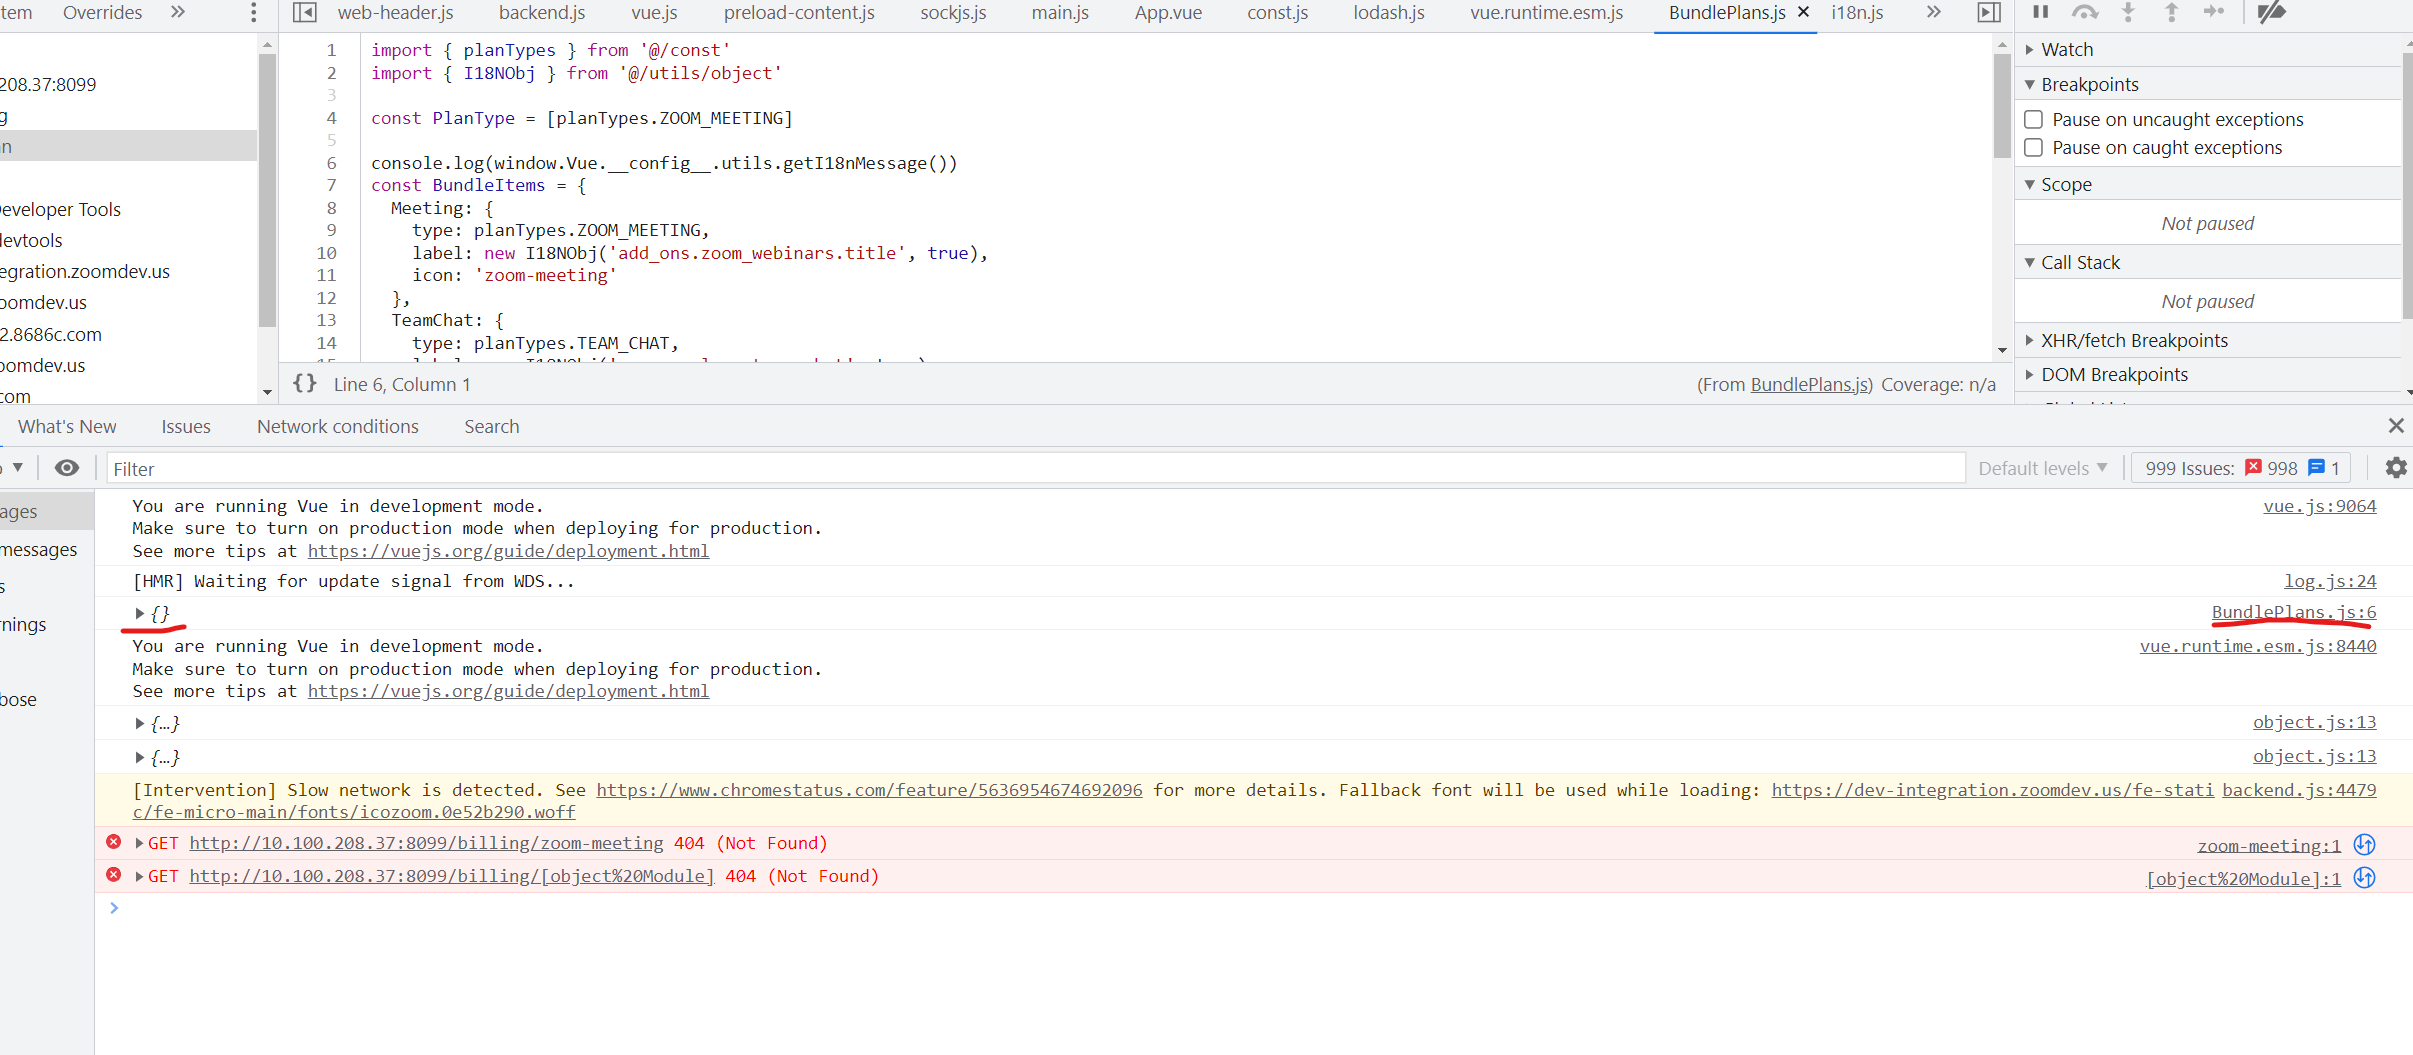 tem Overrides
web-header.js backend.js vue.js preload-content.js sockjs.js main.js App.vue const.js lodash.js vue.runtime.esm.js BundlePlans.js i18n.js
208.37:8099
g
n
eveloper Tools
levtools
egration.zoomdev.us
oomdev.us
2.8686c.com
oomdev.us
com
1 import { planTypes } from '@/const'
2 import { I18NObj } from '@/utils/object'
3
4 const PlanType = [planTypes.ZOOM_MEETING]
5
6 console.log(window.Vue.__config__.utils.getI18nMessage())
7 const BundleItems = {
8 Meeting: {
9 type: planTypes.ZOOM_MEETING,
10 label: new I18NObj('add_ons.zoom_webinars.title', true),
11 icon: 'zoom-meeting'
12 },
13 TeamChat: {
14 type: planTypes.TEAM_CHAT,
{} Line 6, Column 1 (From BundlePlans.js) Coverage: n/a
Watch
Breakpoints
Pause on uncaught exceptions
Pause on caught exceptions
Scope
Not paused
Call Stack
Not paused
XHR/fetch Breakpoints
DOM Breakpoints
What's New Issues Network conditions Search
Filter Default levels 999 Issues: 998 1
ages
messages
s
rnings
bose
You are running Vue in development mode. vue.js:9064
Make sure to turn on production mode when deploying for production.
See more tips at https://vuejs.org/guide/deployment.html
[HMR] Waiting for update signal from WDS... log.js:24
{} BundlePlans.js:6
You are running Vue in development mode. vue.runtime.esm.js:8440
Make sure to turn on production mode when deploying for production.
See more tips at https://vuejs.org/guide/deployment.html
{…} object.js:13
{…} object.js:13
[Intervention] Slow network is detected. See https://www.chromestatus.com/feature/5636954674692096 for more details. Fallback font will be used while loading: https://dev-integration.zoomdev.us/fe-stati backend.js:4479
c/fe-micro-main/fonts/icozoom.0e52b290.woff
GET http://10.100.208.37:8099/billing/zoom-meeting 404 (Not Found) zoom-meeting:1
GET http://10.100.208.37:8099/billing/[object%20Module] 404 (Not Found) [object%20Module]:1